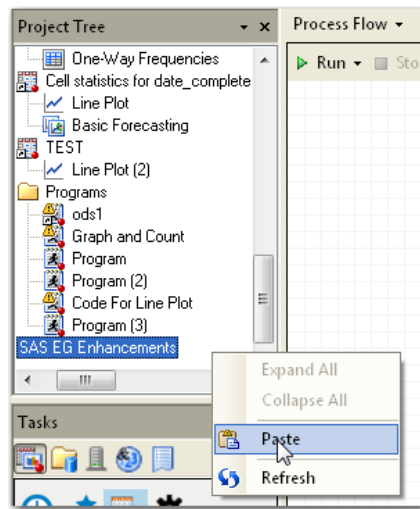 Project Tree
Process Flow
Run
Sto
One-Way Frequencies
Cell statistics for date_complete
Line Plot
Basic Forecasting
TEST
Line Plot (2)
Programs
ods1
Graph and Count
Program
Program (2)
Code For Line Plot
Program (3)
SAS EG Enhancements
Expand All
Collapse All
Paste
Refresh
Tasks